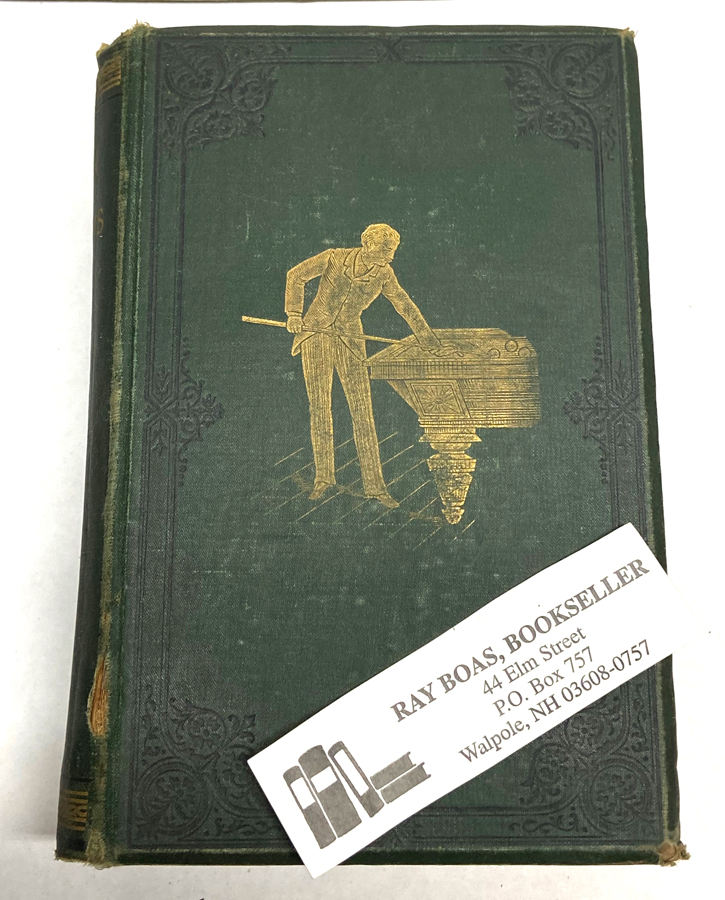 RAY BOAS, BOOKSELLER
44 Elm Street
P.O. Box 757
Walpole, NH 03608-0757